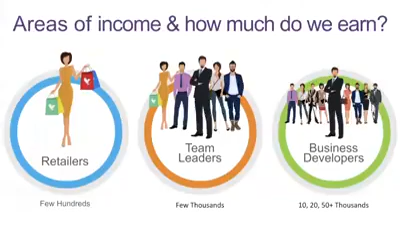 Areas of income & how much do we earn?
Retailers
Team
Leaders
Business
Developers
Few Hundreds
Few Thousands
10, 20, 50+ Thousands